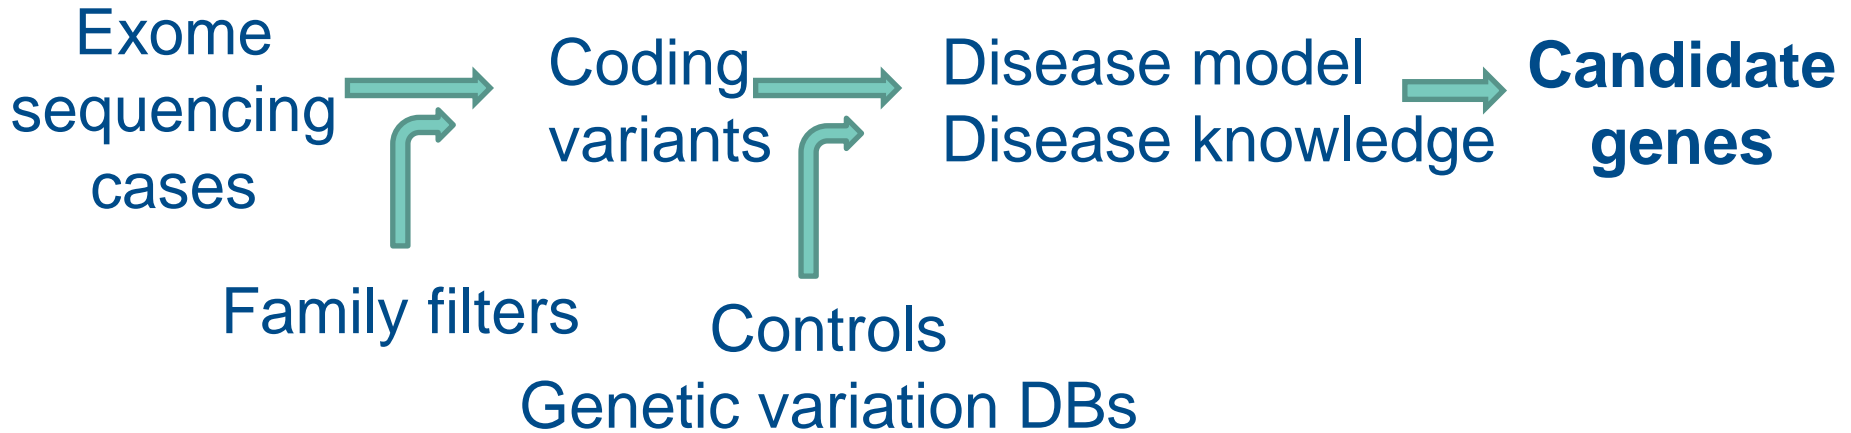 Exome
sequencing
cases
Coding
variants
Disease model
Disease knowledge
Candidate
genes
Family filters
Controls
Genetic variation DBs